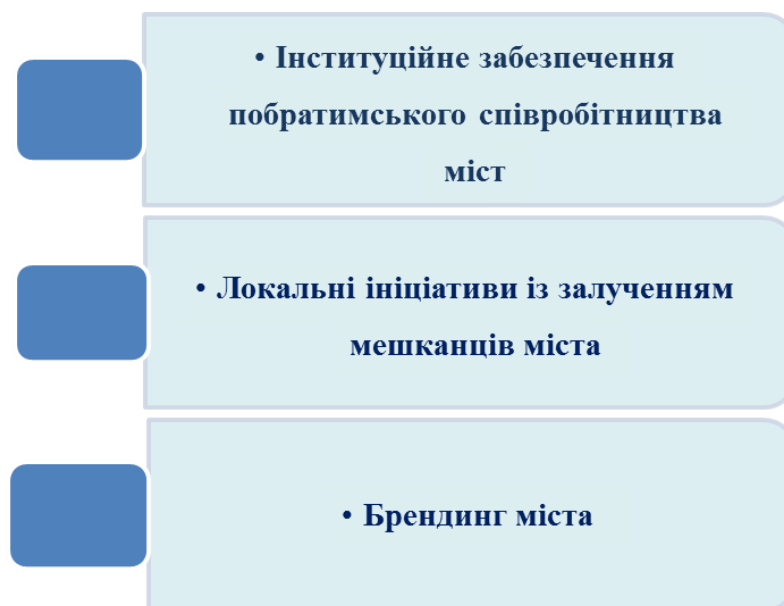 • Інституційне забезпечення
побратимського співробітництва
міст
• Локальні ініціативи із залученням
мешканців міста
• Брендинг міста